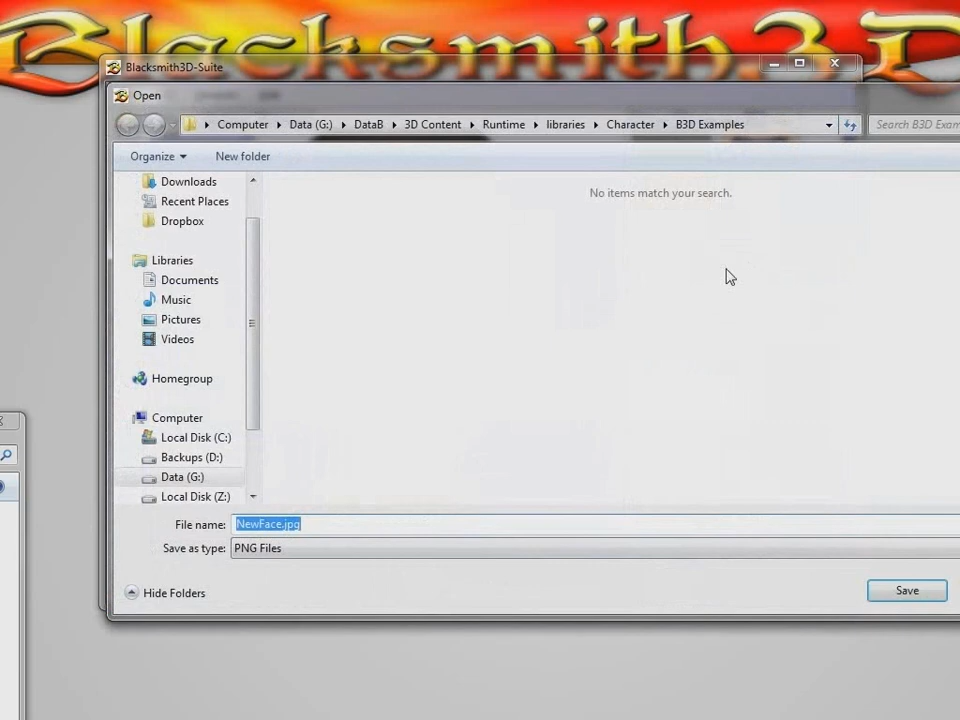 Blacksmith3D
Blacksmith3D-Suite
Open
Computer Data (G:) DataB 3D Content Runtime libraries Character B3D Examples Search B3D Exam
Organize New folder
Downloads
No items match your search.
Recent Places
Dropbox
Libraries
Documents
Music
Pictures
Videos
Homegroup
Computer
Local Disk (C:)
Backups (D:)
Data (G:)
Local Disk (Z:)
File name: NewFace.jpg
Save as type: PNG Files
Hide Folders Save